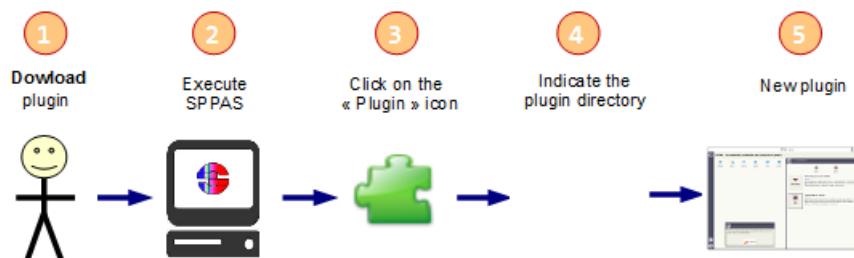 1
2
3
4
5
Dowload
plugin
Execute
SPPAS
Click on the
« Plugin » icon
Indicate the
plugin directory
New plugin